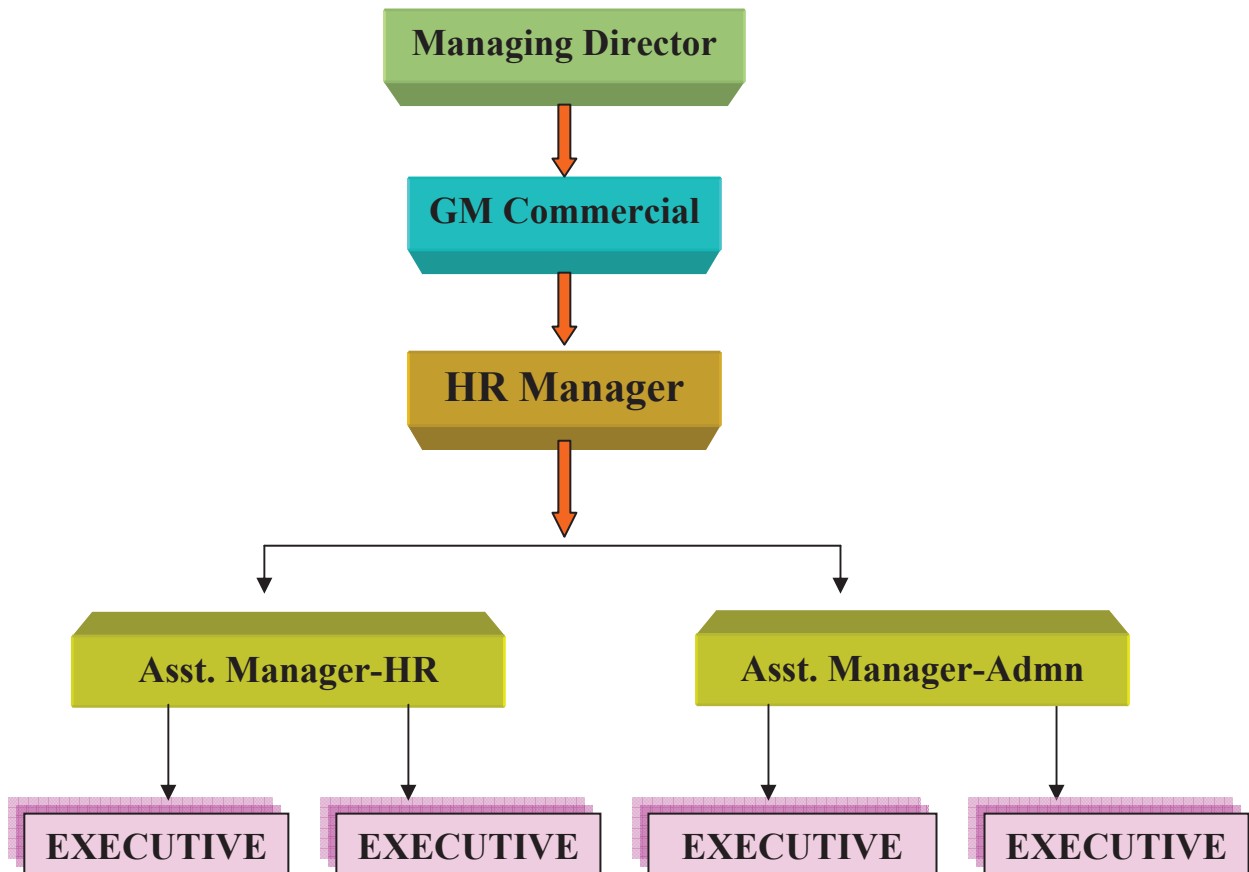 Managing Director
GM Commercial
HR Manager
Asst. Manager-HR
Asst. Manager-Admn
EXECUTIVE
EXECUTIVE
EXECUTIVE
EXECUTIVE